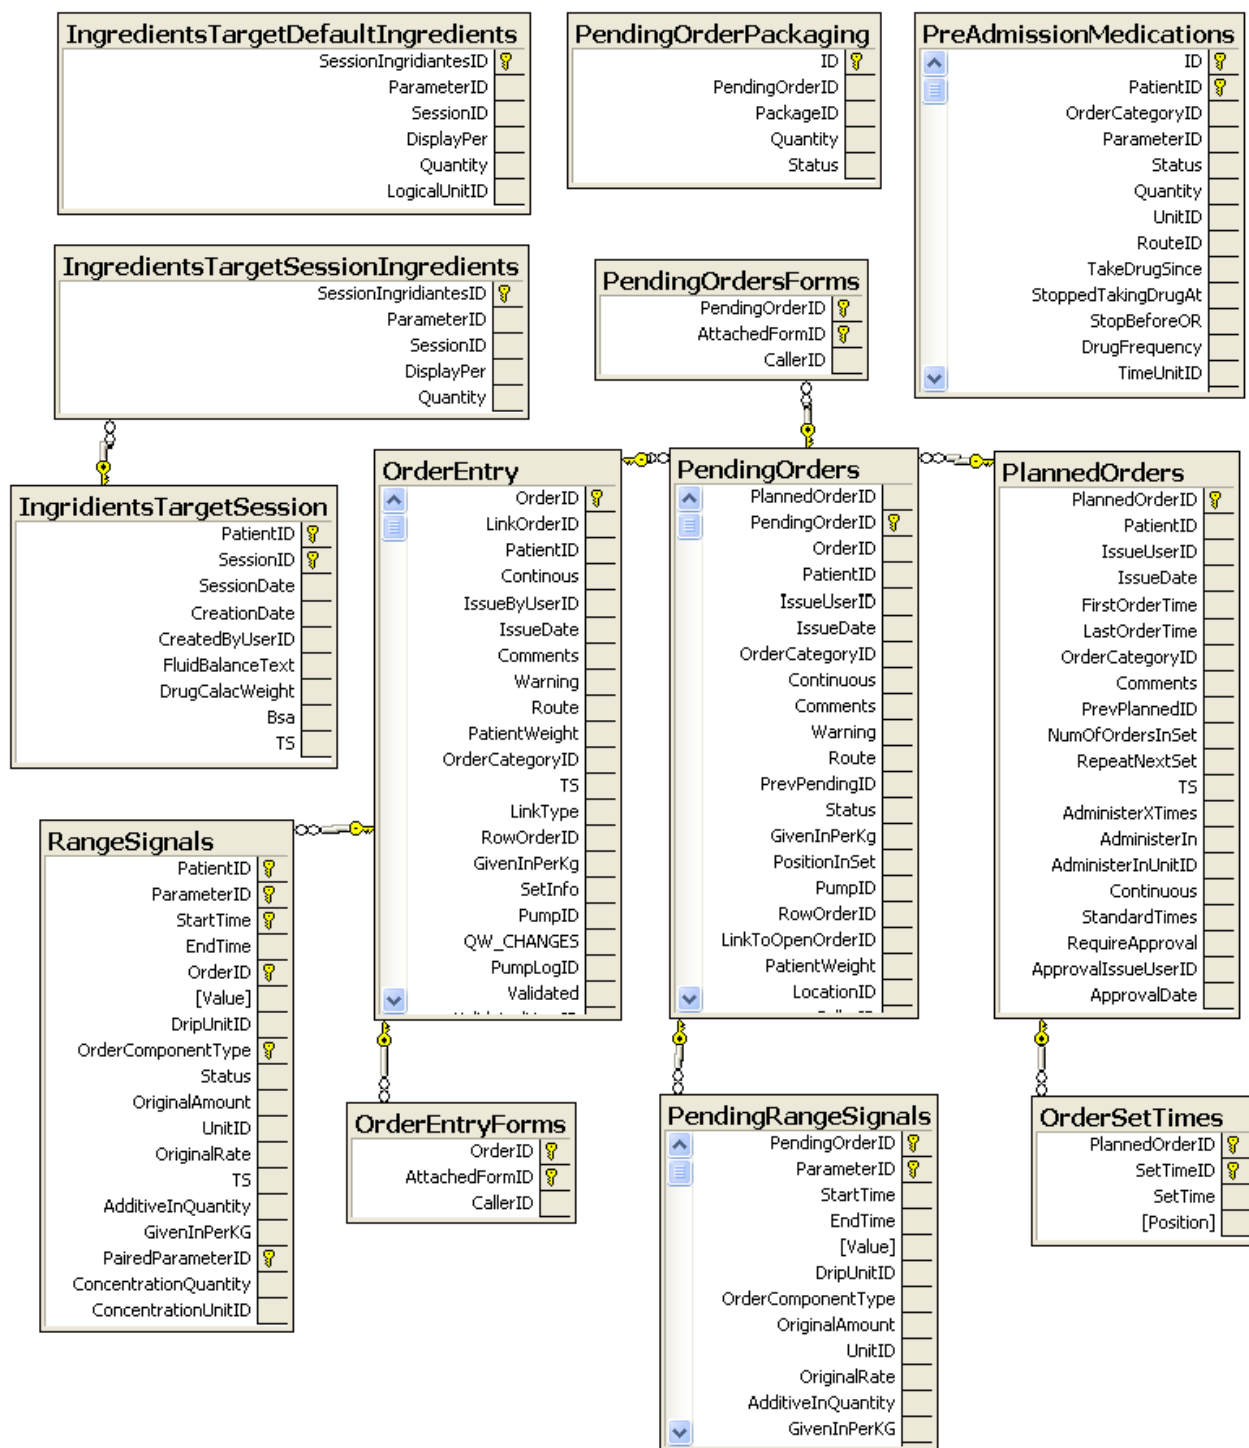 IngredientsTargetDefaultIngredients
SessionIngridiantesID
ParameterID
SessionID
DisplayPer
Quantity
LogicalUnitID
PendingOrderPackaging
ID
PendingOrderID
PackageID
Quantity
Status
PreAdmissionMedications
ID
PatientID
OrderCategoryID
ParameterID
Status
Quantity
UnitID
RouteID
TakeDrugSince
StoppedTakingDrugAt
StopBeforeOR
DrugFrequency
TimeUnitID
IngredientsTargetSessionIngredients
SessionIngridiantesID
ParameterID
SessionID
DisplayPer
Quantity
PendingOrdersForms
PendingOrderID
AttachedFormID
CallerID
IngridientsTargetSession
PatientID
SessionID
SessionDate
CreationDate
CreatedByUserID
FluidBalanceText
DrugCalacWeight
Bsa
TS
OrderEntry
OrderID
LinkOrderID
PatientID
Continous
IssueByUserID
IssueDate
Comments
Warning
Route
PatientWeight
OrderCategoryID
TS
LinkType
RowOrderID
GivenInPerKg
SetInfo
PumpID
QW_CHANGES
PumpLogID
Validated
PendingOrders
PlannedOrderID
PendingOrderID
OrderID
PatientID
IssueUserID
IssueDate
OrderCategoryID
Continuous
Comments
Warning
Route
PrevPendingID
Status
GivenInPerKg
PositionInSet
PumpID
RowOrderID
LinkToOpenOrderID
PatientWeight
LocationID
PlannedOrders
PlannedOrderID
PatientID
IssueUserID
IssueDate
FirstOrderTime
LastOrderTime
OrderCategoryID
Comments
PrevPlannedID
NumOfOrdersInSet
RepeatNextSet
TS
AdministerXTimes
AdministerIn
AdministerInUnitID
Continuous
StandardTimes
RequireApproval
ApprovalIssueUserID
ApprovalDate
RangeSignals
PatientID
ParameterID
StartTime
EndTime
OrderID
[Value]
DripUnitID
OrderComponentType
Status
OriginalAmount
UnitID
OriginalRate
TS
AdditiveInQuantity
GivenInPerKG
PairedParameterID
ConcentrationQuantity
ConcentrationUnitID
OrderEntryForms
OrderID
AttachedFormID
CallerID
PendingRangeSignals
PendingOrderID
ParameterID
StartTime
EndTime
[Value]
DripUnitID
OrderComponentType
OriginalAmount
UnitID
OriginalRate
AdditiveInQuantity
GivenInPerKG
OrderSetTimes
PlannedOrderID
SetTimeID
SetTime
[Position]